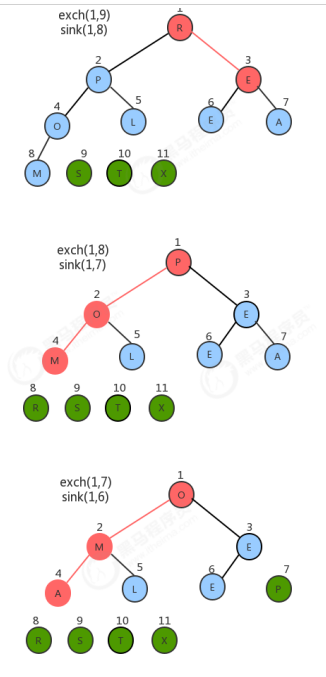 exch(1,9)
sink(1,8)
1
R
2
3
P
E
4
5
6
7
O
L
E
A
8
9
10
11
M
S
T
X
exch(1,8)
sink(1,7)
1
P
2
3
O
E
4
5
6
7
M
L
E
A
8
9
10
11
R
S
T
X
exch(1,7)
sink(1,6)
1
O
2
3
M
E
4
5
6
7
A
L
E
P
8
9
10
11
R
S
T
X